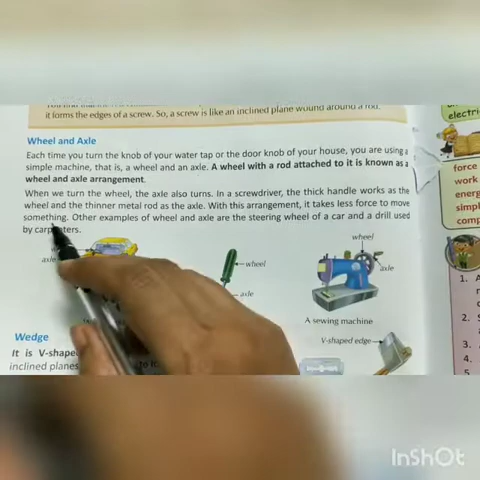 it forms the edges of a screw. So, a screw is like an inclined plane wound around a rod.
electri
Wheel and Axle
Each time you turn the knob of your water tap or the door knob of your house, you are using a
simple machine, that is, a wheel and an axle. A wheel with a rod attached to it is known as a
wheel and axle arrangement.
When we turn the wheel, the axle also turns. In a screwdriver, the thick handle works as the
wheel and the thinner metal rod as the axle. With this arrangement, it takes less force to move
something. Other examples of wheel and axle are the steering wheel of a car and a drill used
by carpenters.
axle
wheel
axle
wheel
axle
A sewing machine
Wedge
V-shaped edge
It is V-shape
inclined planes
force
work
energ
simpl
comp
1.
2.
3.
4.
5
InShOt